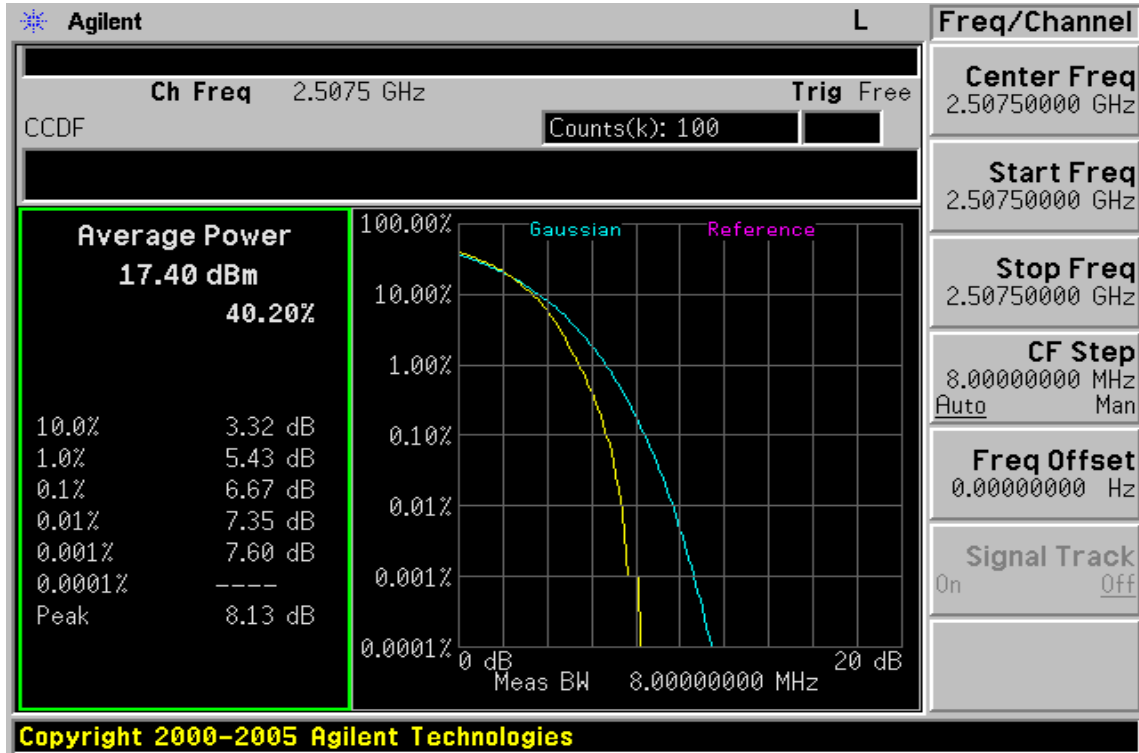 Agilent
L
Freq/Channel
Ch Freq 2.5075 GHz
Trig Free
CCDF
Counts(k): 100
Average Power
17.40 dBm
40.20%
10.0% 3.32 dB
1.0% 5.43 dB
0.1% 6.67 dB
0.01% 7.35 dB
0.001% 7.60 dB
0.0001% ----
Peak 8.13 dB
Gaussian
Reference
100.00%
10.00%
1.00%
0.10%
0.01%
0.001%
0.0001%
0 dB
20 dB
Meas BW 8.00000000 MHz
Center Freq
2.50750000 GHz
Start Freq
2.50750000 GHz
Stop Freq
2.50750000 GHz
CF Step
8.00000000 MHz
Auto Man
Freq Offset
0.00000000 Hz
Signal Track
On Off
Copyright 2000-2005 Agilent Technologies